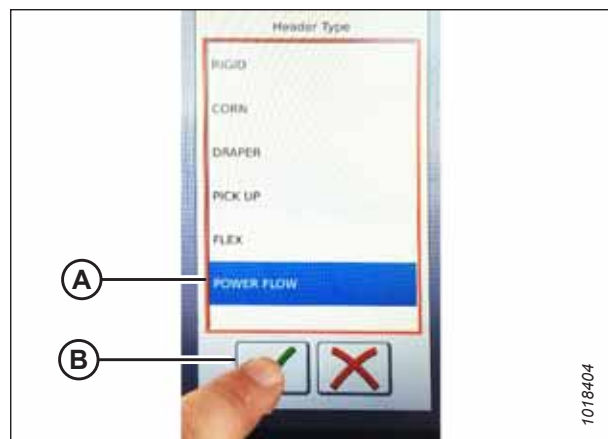 Header Type
RIGID
CORN
DRAPER
PICK UP
FLEX
A
POWER FLOW
B
1018404